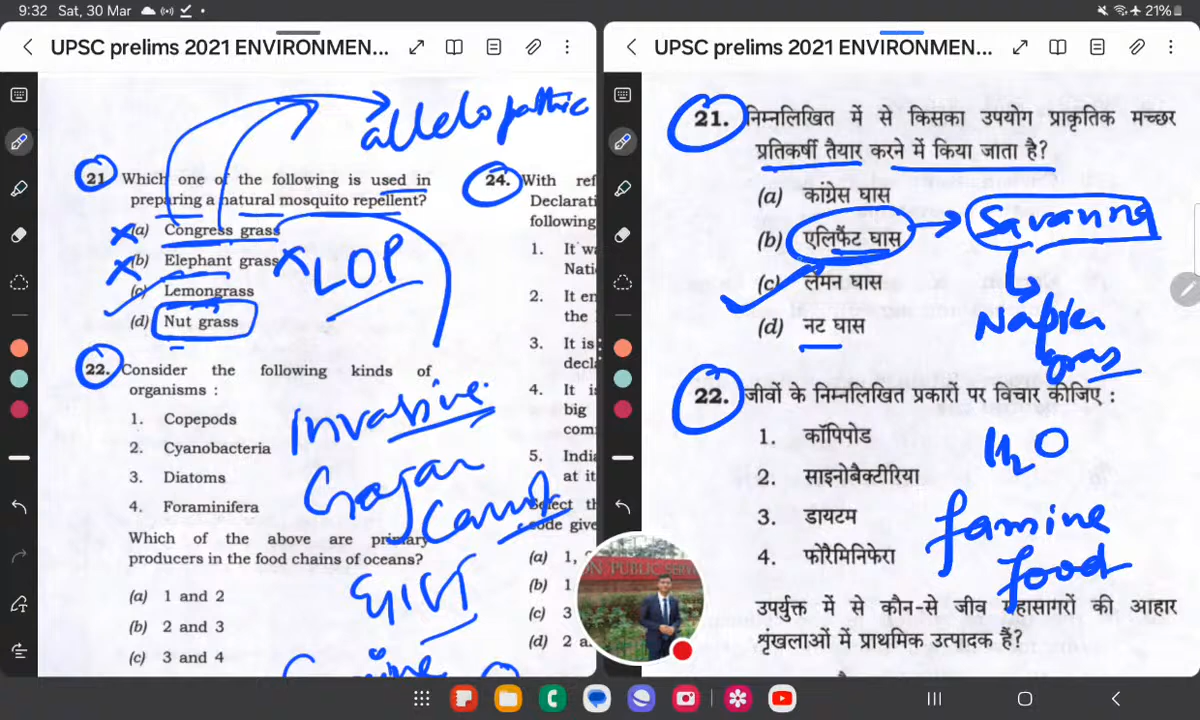 9:32 Sat, 30 Mar
21%
UPSC prelims 2021 ENVIRONMEN...
allelopathic
21. Which one of the following is used in
preparing a natural mosquito repellent?
(a) Congress grass
(b) Elephant grass
(c) Lemongrass
(d) Nut grass
LOP
22. Consider the following kinds of
organisms :
1. Copepods
2. Cyanobacteria
3. Diatoms
4. Foraminifera
Which of the above are primary
producers in the food chains of oceans?
(a) 1 and 2
(b) 2 and 3
(c) 3 and 4
Invasive
Gajar
घास
24. With ref
Declarati
following
1. It wa
Nati
2. It en
the
3. It is
decla
4. It is
big
com
5. Indi
at it
Select th
code give
(a) 1,
(b) 1
(c) 3
(d) 2 a
UPSC prelims 2021 ENVIRONMEN...
21. निम्नलिखित में से किसका उपयोग प्राकृतिक मच्छर
प्रतिकर्षी तैयार करने में किया जाता है?
(a) कांग्रेस घास
(b) एलिफैंट घास
(c) लेमन घास
(d) नट घास
Savanna
Napier
grass
22. जीवों के निम्नलिखित प्रकारों पर विचार कीजिए :
1. कॉपिपोड
2. साइनोबैक्टीरिया
3. डायटम
4. फोरैमिनिफेरा
H2O
famine
food
उपर्युक्त में से कौन-से जीव महासागरों की आहार
शृंखलाओं में प्राथमिक उत्पादक हैं?
ON PUBLIC SERV